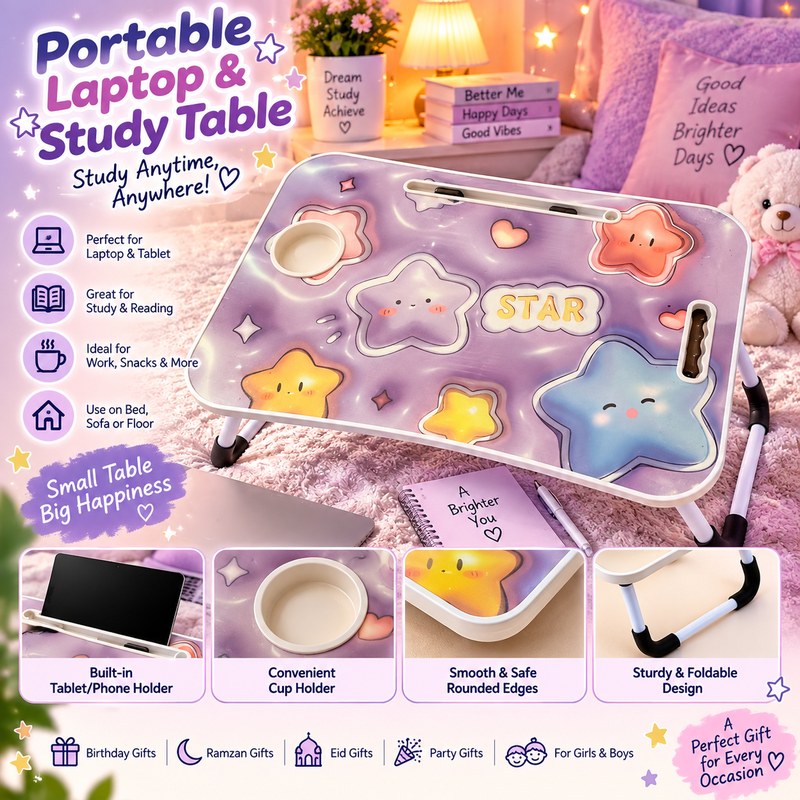 Portable
Laptop &
Study Table
Study Anytime,
Anywhere!
Perfect for
Laptop & Tablet
Great for
Study & Reading
Ideal for
Work, Snacks & More
Use on Bed,
Sofa or Floor
Small Table
Big Happiness
Dream
Study
Achieve
Better Me
Happy Days
Good Vibes
Good
Ideas
Brighter
Days
STAR
A
Brighter
You
Built-in
Tablet/Phone Holder
Convenient
Cup Holder
Smooth & Safe
Rounded Edges
Sturdy & Foldable
Design
Birthday Gifts
Ramzan Gifts
Eid Gifts
Party Gifts
For Girls & Boys
A
Perfect Gift
for Every
Occasion